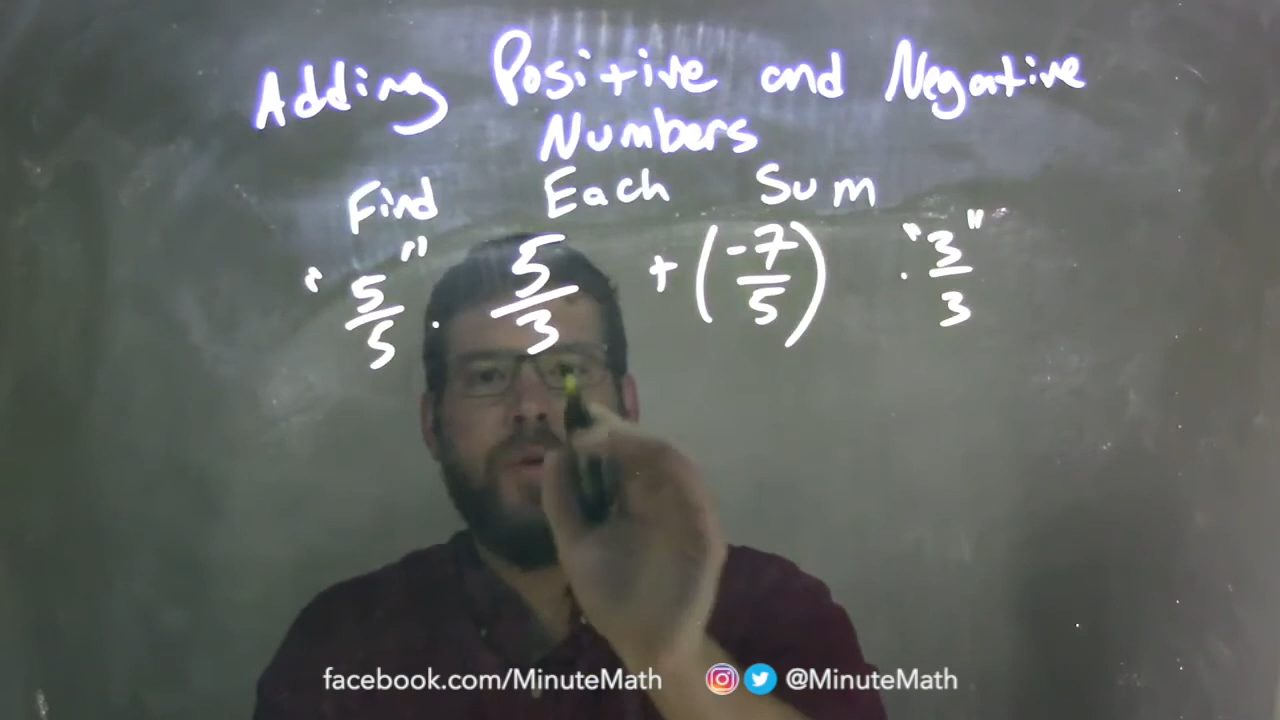 Adding Positive and Negative
Numbers
Find Each Sum
"5/5" · 5/3 + (-7/5) · "3/3"
facebook.com/MinuteMath @MinuteMath